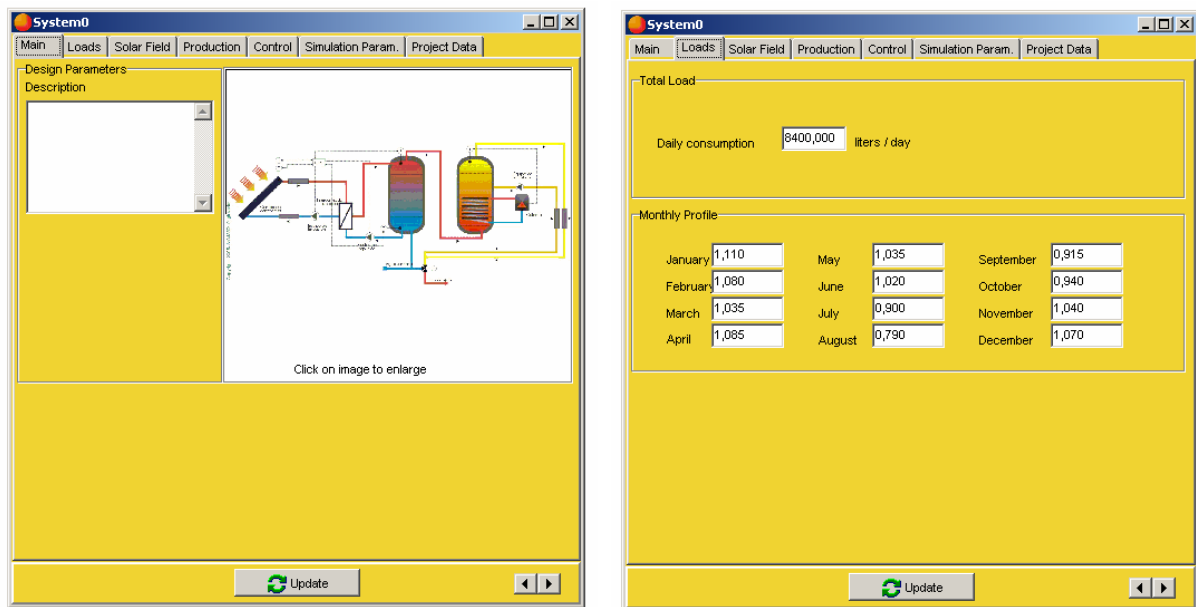 System0
Main Loads Solar Field Production Control Simulation Param. Project Data
Design Parameters
Description
Click on image to enlarge
Update
System0
Main Loads Solar Field Production Control Simulation Param. Project Data
Total Load
Daily consumption 8400,000 liters / day
Monthly Profile
January 1,110 May 1,035 September 0,915
February 1,080 June 1,020 October 0,940
March 1,035 July 0,900 November 1,040
April 1,085 August 0,790 December 1,070
Update